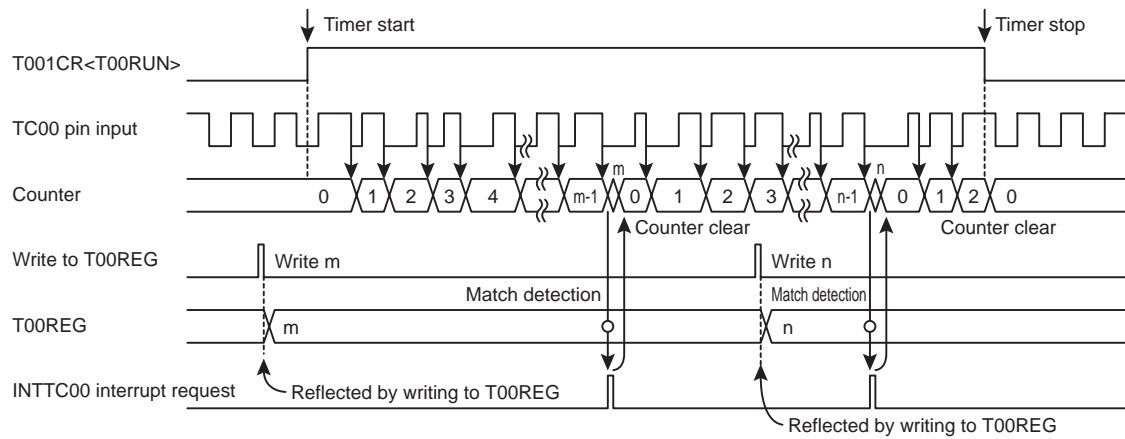 Timer start
Timer stop
T001CR<T00RUN>
TC00 pin input
m
n
Counter
0 1 2 3 4 m-1 0 1 2 3 n-1 0 1 2 0
Counter clear
Counter clear
Write to T00REG
Write m
Write n
Match detection
Match detection
T00REG
m
n
INTTC00 interrupt request
Reflected by writing to T00REG
Reflected by writing to T00REG